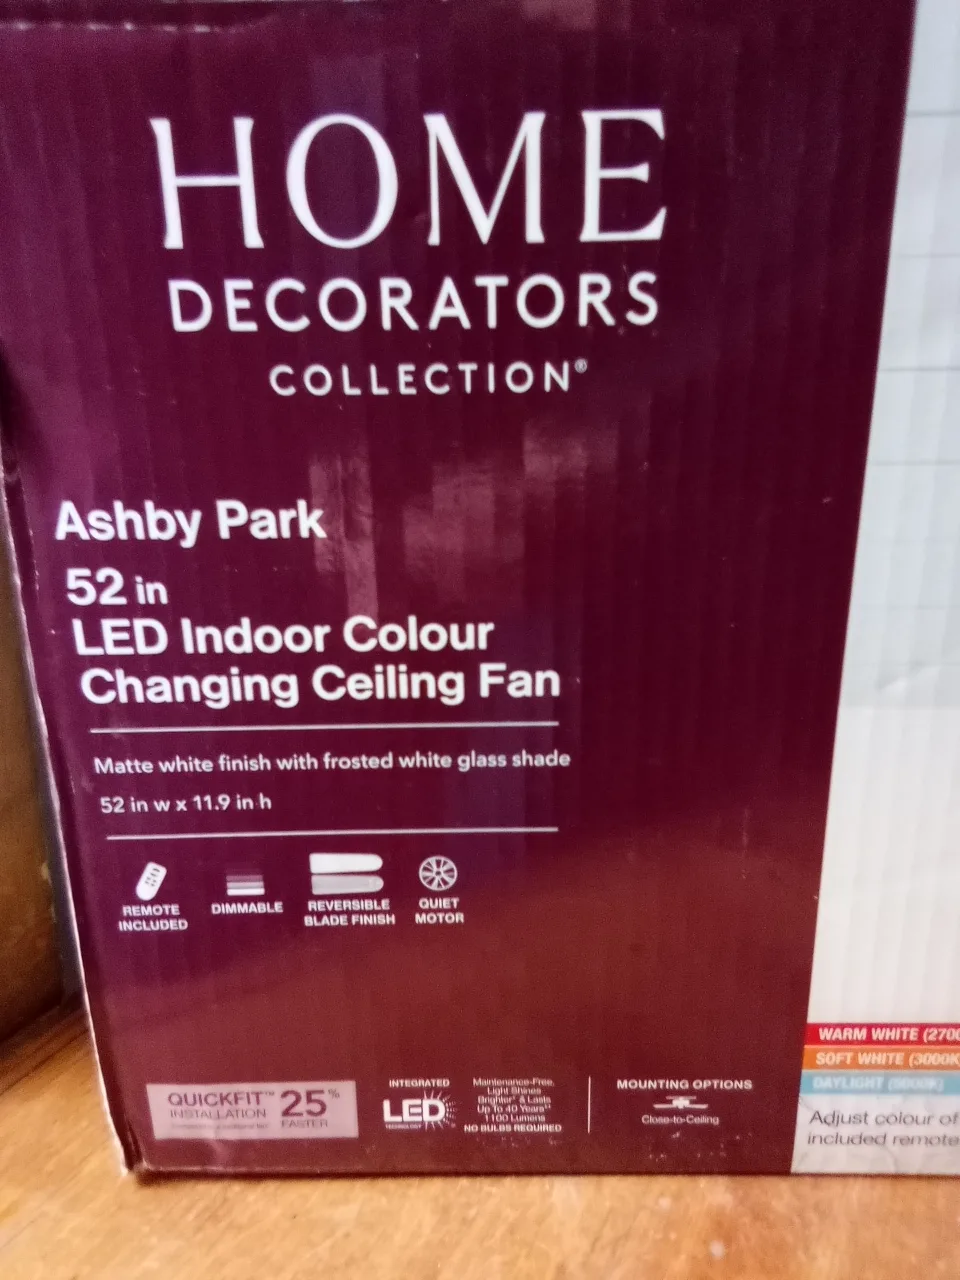 HOME
DECORATORS
COLLECTION®
Ashby Park
52 in
LED Indoor Colour
Changing Ceiling Fan
Matte white finish with frosted white glass shade
52 in w x 11.9 in h
REMOTE
INCLUDED
DIMMABLE
REVERSIBLE
BLADE FINISH
QUIET
MOTOR
QUICKFIT™
INSTALLATION
25%
FASTER
INTEGRATED
LED
TECHNOLOGY
Maintenance-Free,
Light Shines
Brighter* & Lasts
Up To 40 Years**
1100 Lumens
NO BULBS REQUIRED
MOUNTING OPTIONS
Close-to-Ceiling
WARM WHITE (2700
SOFT WHITE (3000K
DAYLIGHT (5000K)
Adjust colour of
included remote